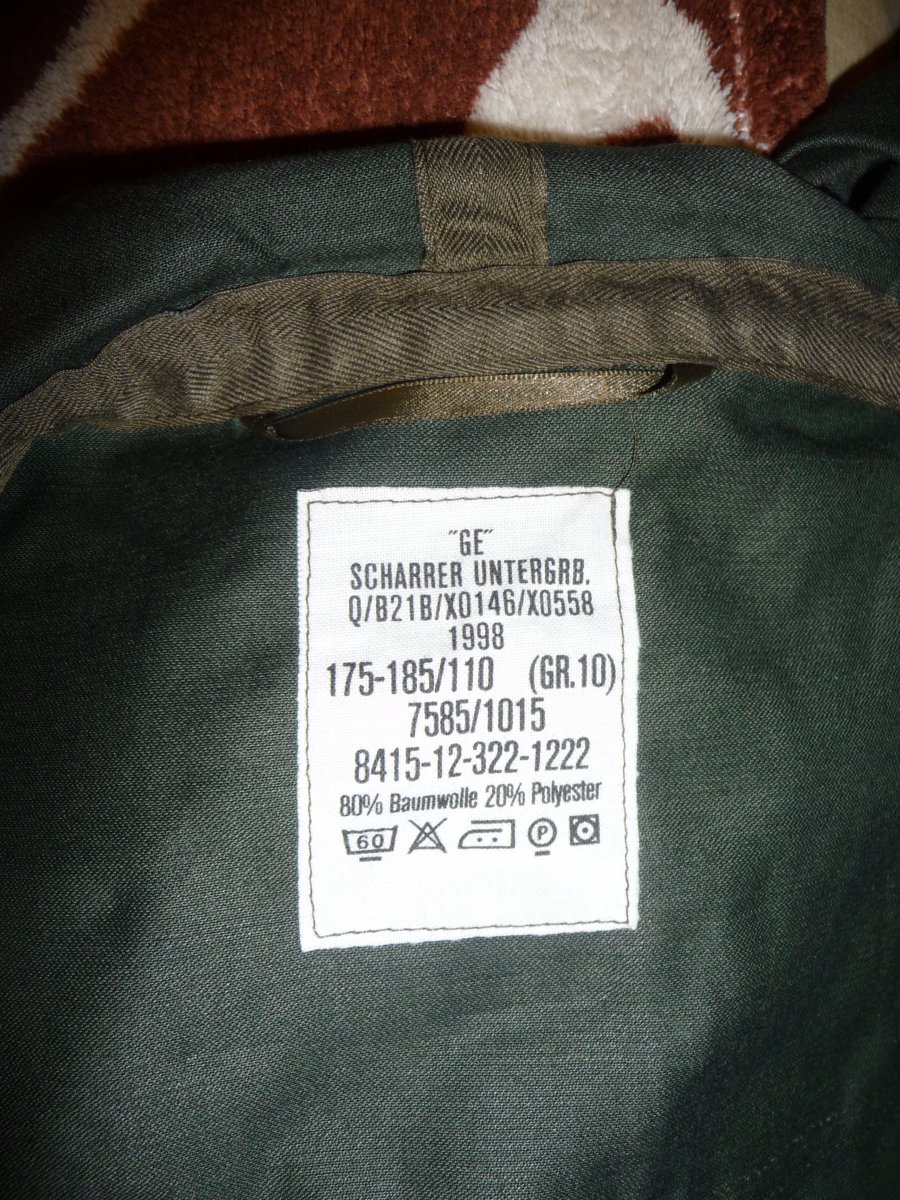 "GE"
SCHARRER UNTERGRB.
Q/B21B/X0146/X0558
1998
175-185/110 (GR.10)
7585/1015
8415-12-322-1222
80% Baumwolle 20% Polyester
60 P